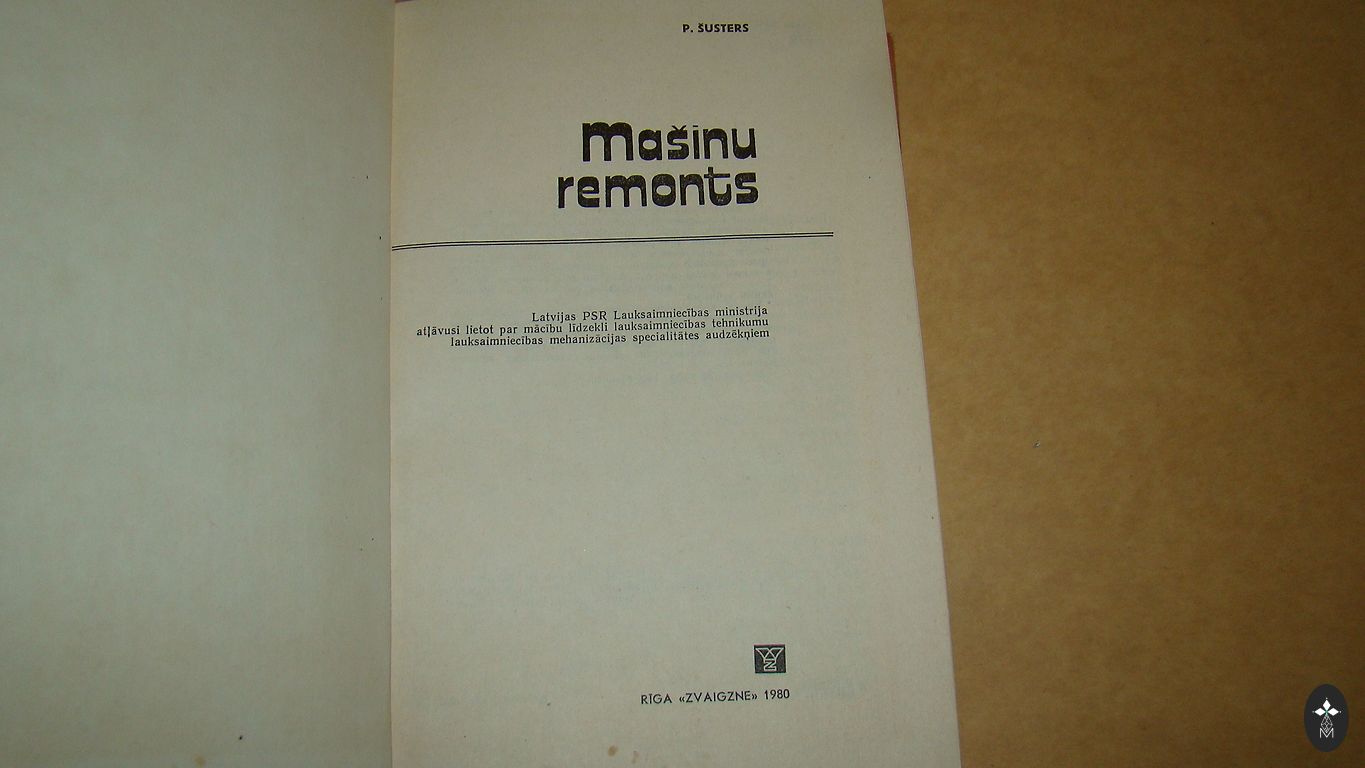 P. ŠUSTERS
Mašinu
remonts
Latvijas PSR Lauksaimniecības ministrija
atļāvusi lietot par mācību līdzekli lauksaimniecības tehnikumu
lauksaimniecības mehanizācijas specialitātes audzēkņiem
RĪGA «ZVAIGZNE» 1980
M